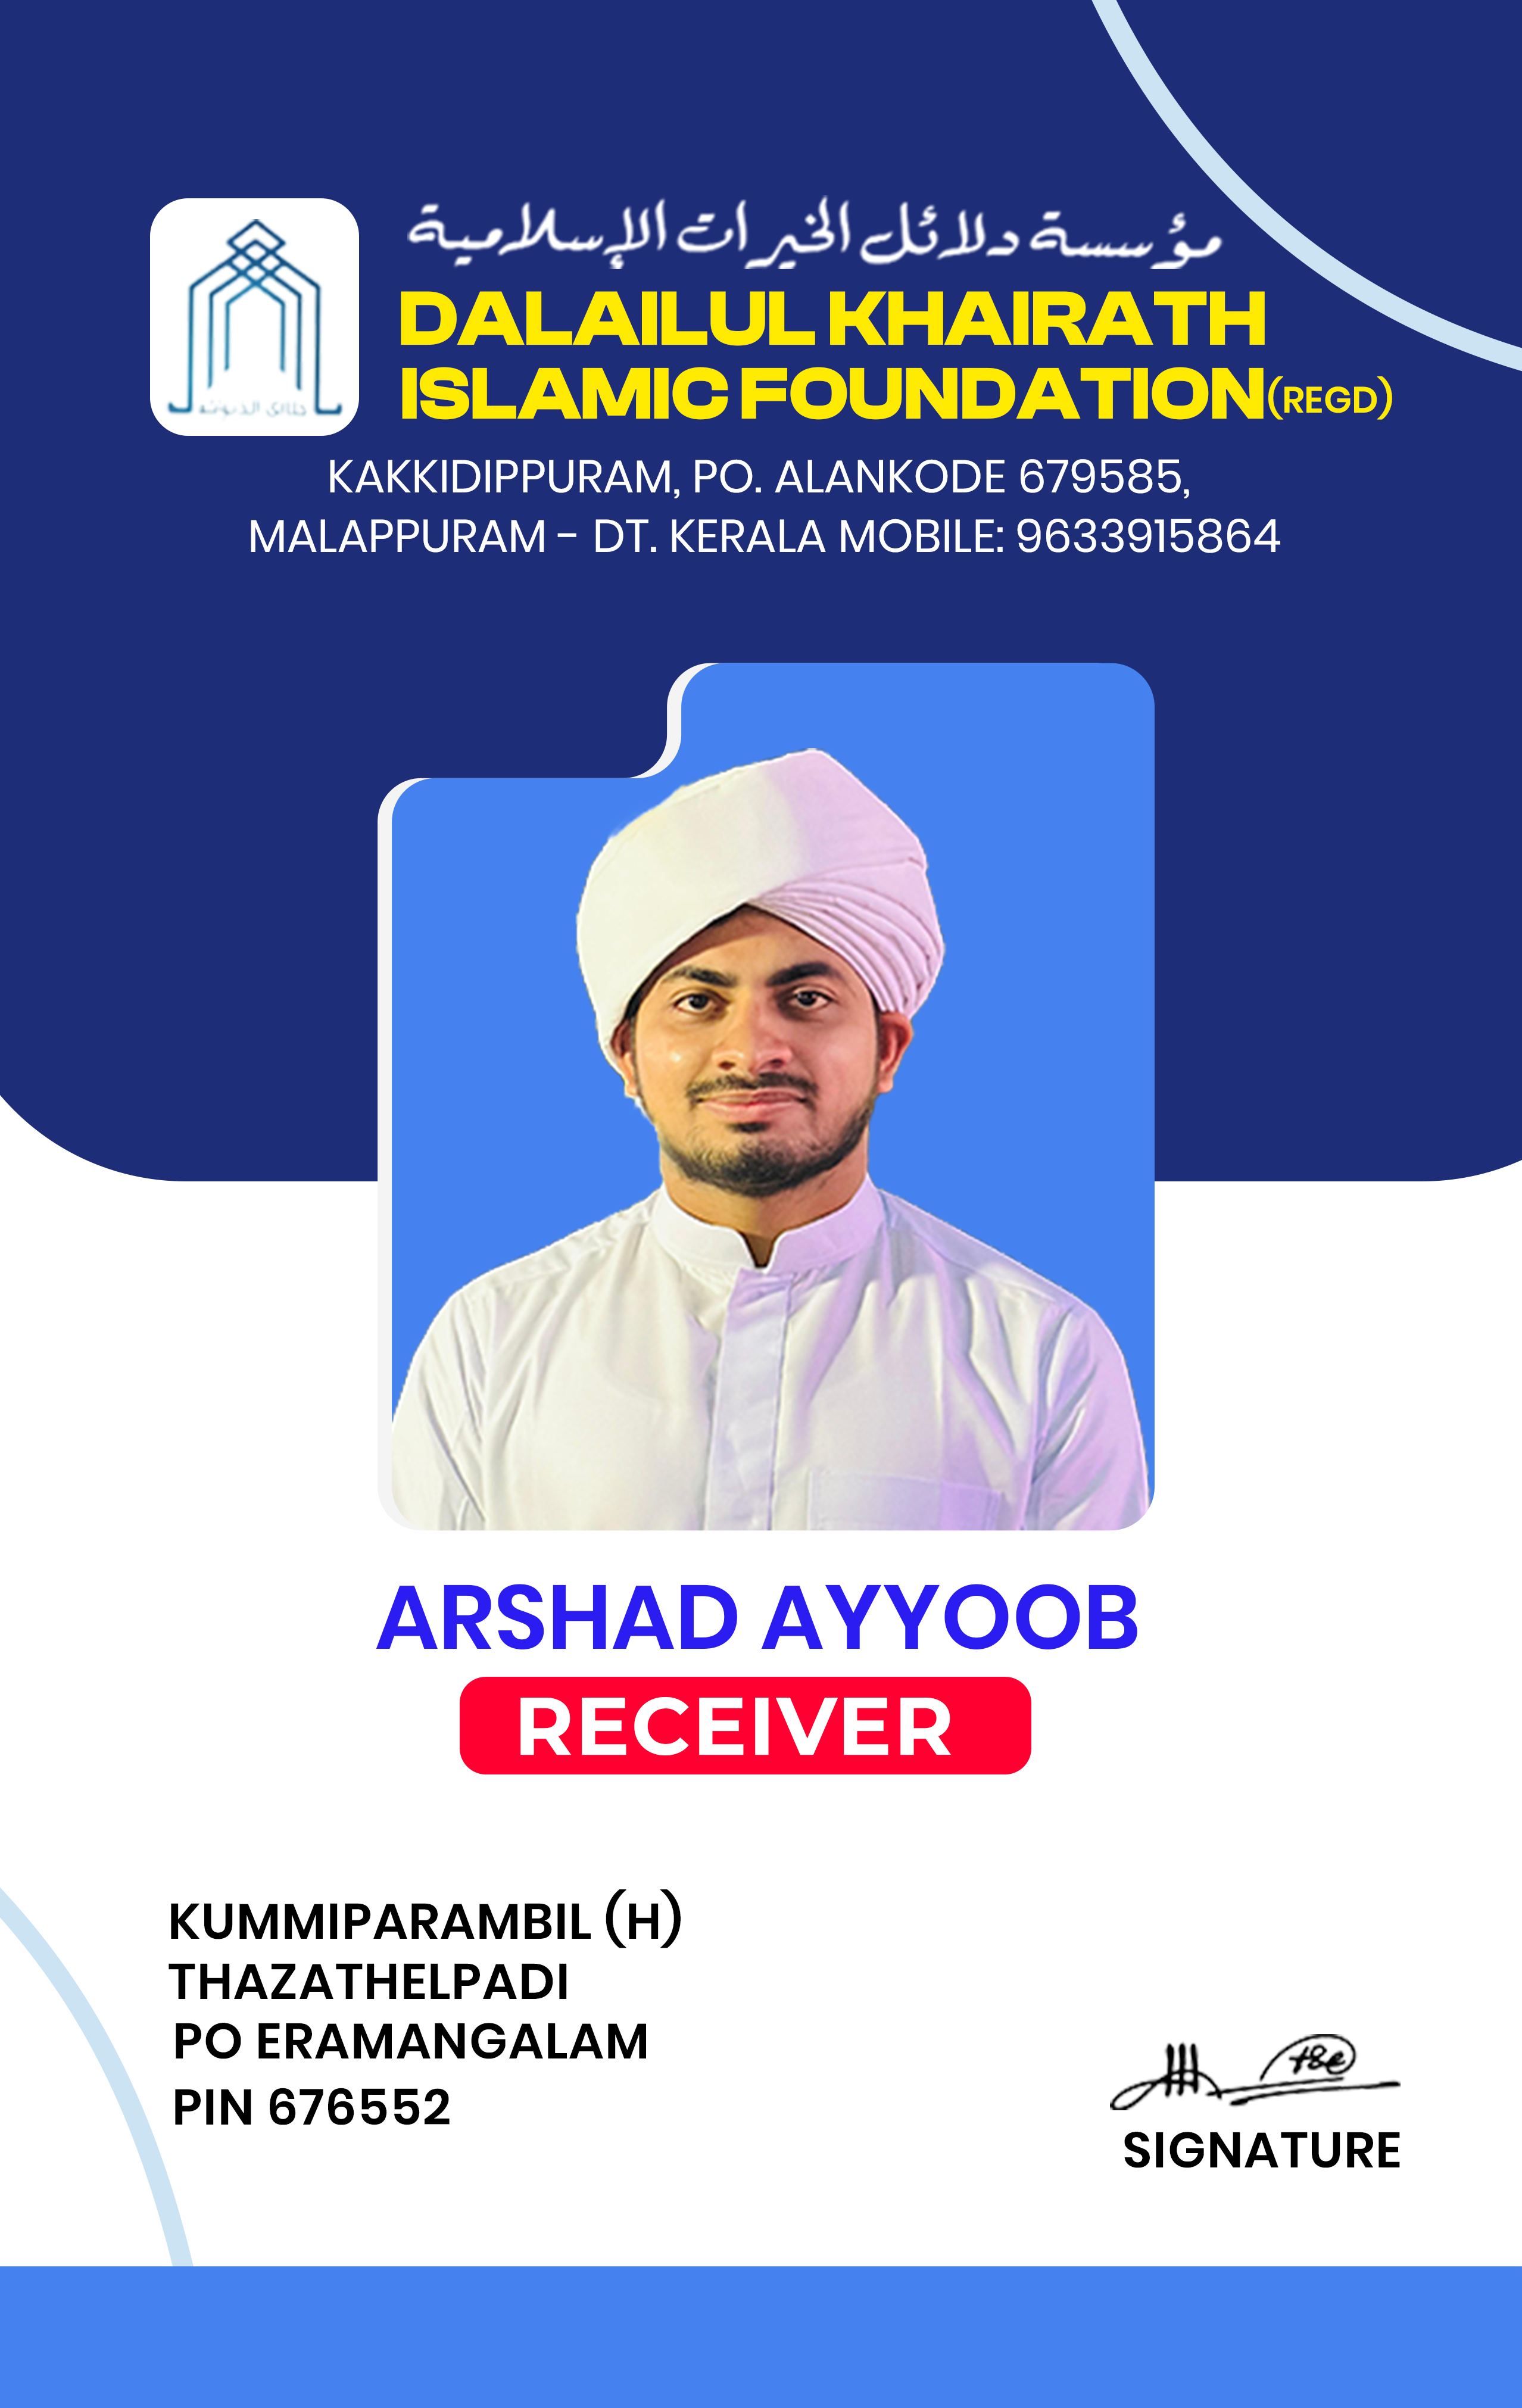 مؤسسة دلائل الخيرات الإسلامية
DALAILUL KHAIRATH
ISLAMIC FOUNDATION(REGD)
KAKKIDIPPURAM, PO. ALANKODE 679585,
MALAPPURAM - DT. KERALA MOBILE: 9633915864
ARSHAD AYYOOB
RECEIVER
KUMMIPARAMBIL (H)
THAZATHELPADI
PO ERAMANGALAM
PIN 676552
SIGNATURE